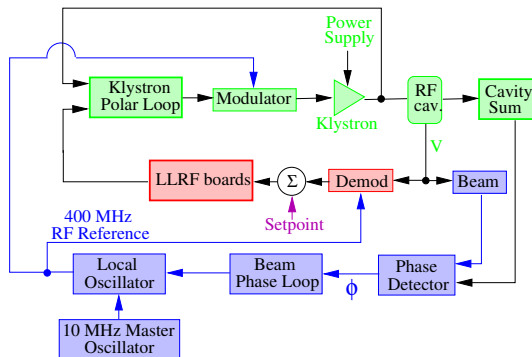 Power
Supply
Klystron
Polar Loop
Modulator
Klystron
RF
cav.
Cavity
Sum
V
LLRF boards
Σ
Demod
Beam
Setpoint
400 MHz
RF Reference
Local
Oscillator
Beam
Phase Loop
ϕ
Phase
Detector
10 MHz Master
Oscillator